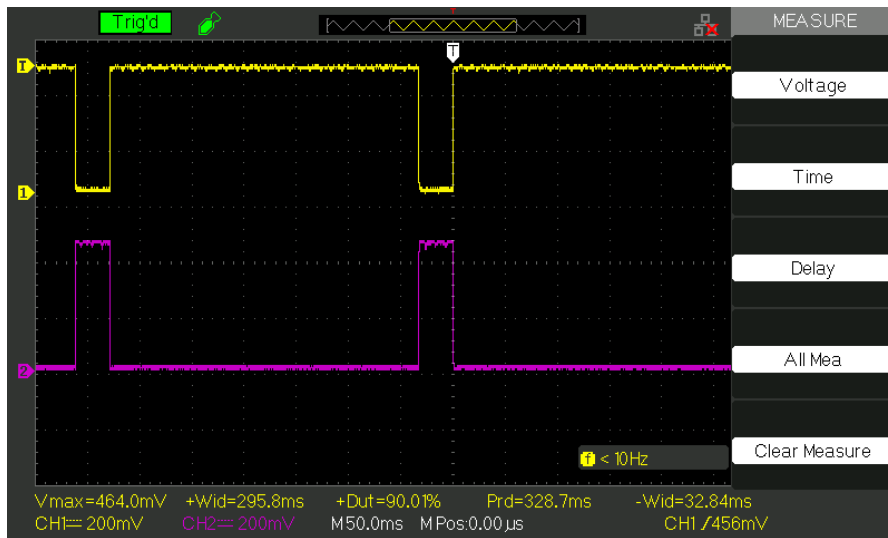 Trig'd MEASURE
T
T
Voltage
Time
1
Delay
All Mea
2
Clear Measure
f < 10Hz
Vmax=464.0mV +Wid=295.8ms +Dut=90.01% Prd=328.7ms -Wid=32.84ms
CH1 200mV CH2 200mV M50.0ms M Pos:0.00µs CH1 /456mV